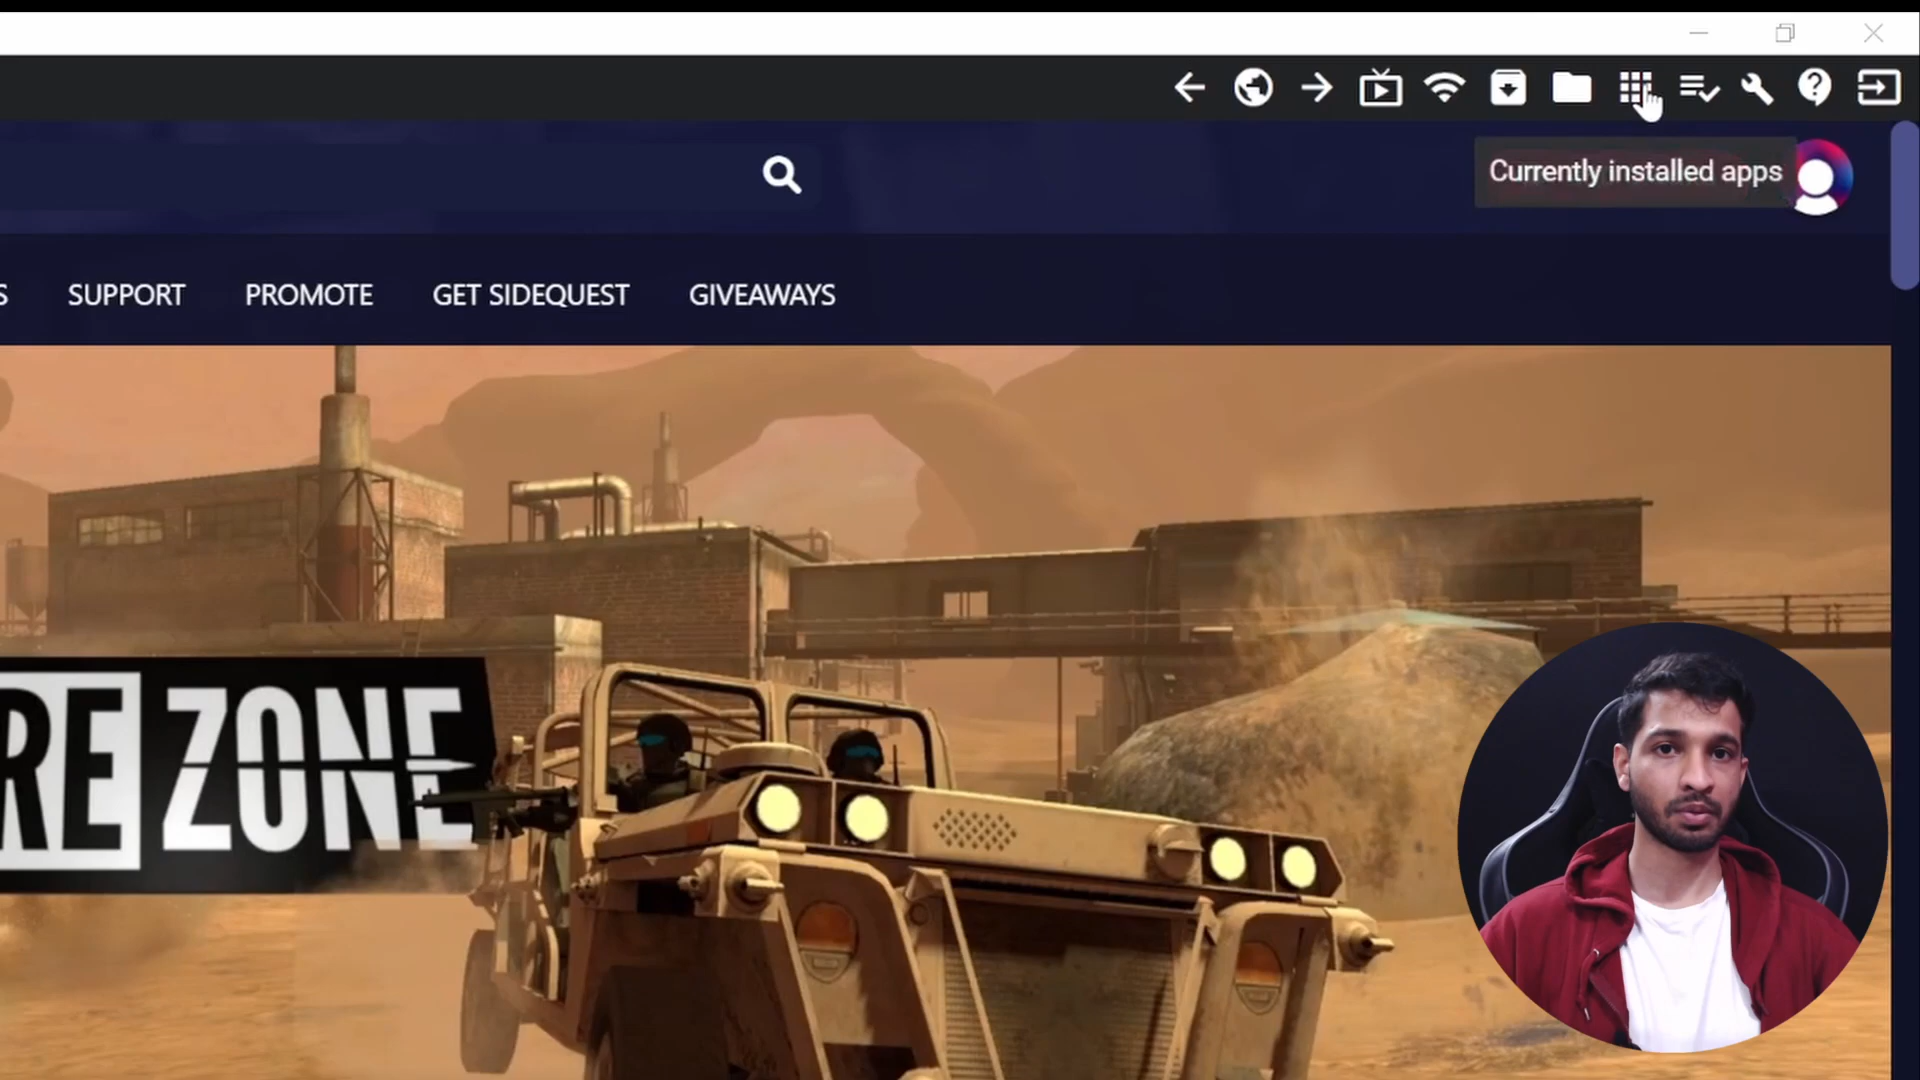 Currently installed apps
S SUPPORT PROMOTE GET SIDEQUEST GIVEAWAYS
RE ZONE